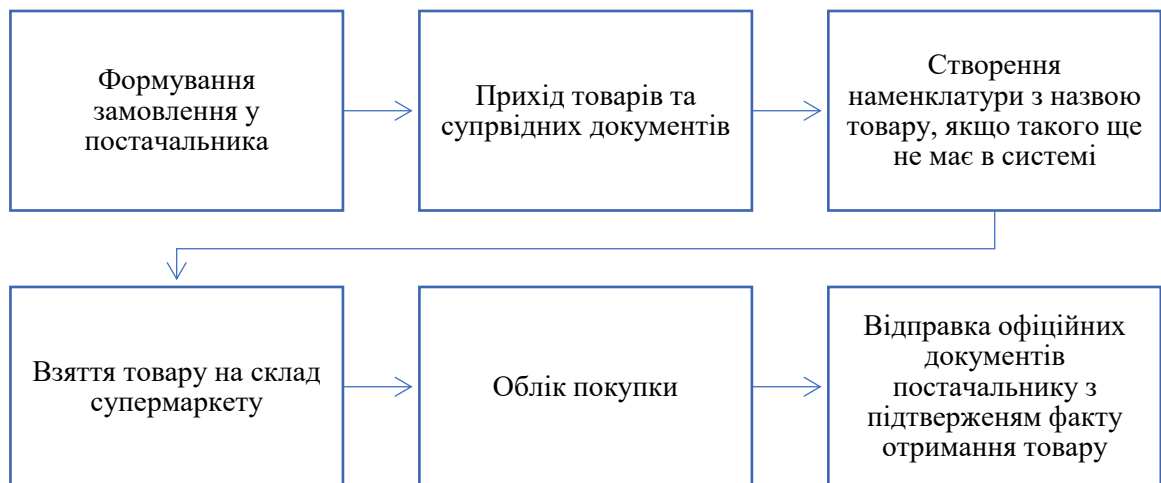 Формування
замовлення у
постачальника
Прихід товарів та
супрвідних документів
Створення
наменклатури з назвою
товару, якщо такого ще
не має в системі
Взяття товару на склад
супермаркету
Облік покупки
Відправка офіційних
документів
постачальнику з
підтверженям факту
отримання товару